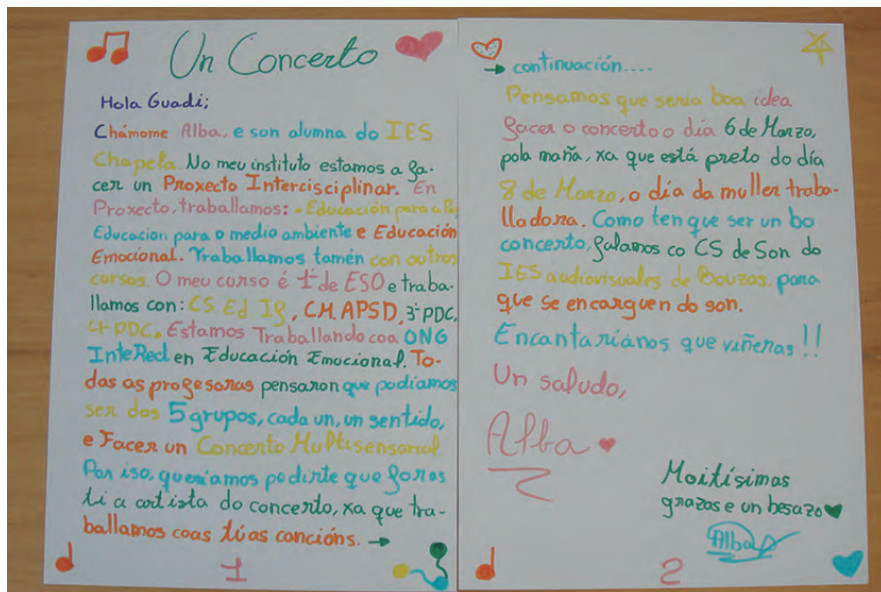 Un Concerto
Hola Guadi;
Chámome Alba, e son alumna do IES
Chapela. No meu instituto estamos a fa-
cer un Proxecto Intercisciplinar. En
Proxecto, traballamos: • Educación para a Paz
Educacion para o medio ambiente e Educación
Emocional. Traballamos tamén con outros
cursos. O meu curso é 1º de ESO e traba-
llamos con: CS Ed. Ig, CM. APSD, 3º PDC,
4º PDC. Estamos Traballando coa ONG
InteRed en Educación Emocional. To-
das as profesoras pensaron que podiamos
ser dos 5 grupos, cada un, un sentido,
e Facer un Concerto Multisensorial
Por iso, queriamos pedirte que foras
ti a artista do concerto, xa que tra-
ballamos coas túas cancións. →
1
→ continuación....
Pensamos que sería boa idea
facer o concerto o día 6 de Marzo,
pola maña, xa que está preto do día
8 de Marzo, o día da muller traba-
lladora. Como ten que ser un bo
concerto, falamos co CS de Son do
IES audiovisuales de Bouzas, para
que se encarguen do son.
Encantaríanos que viñeras!!
Un saludo,
Alba
Moitísimas
grazas e un besazo
Alba
2